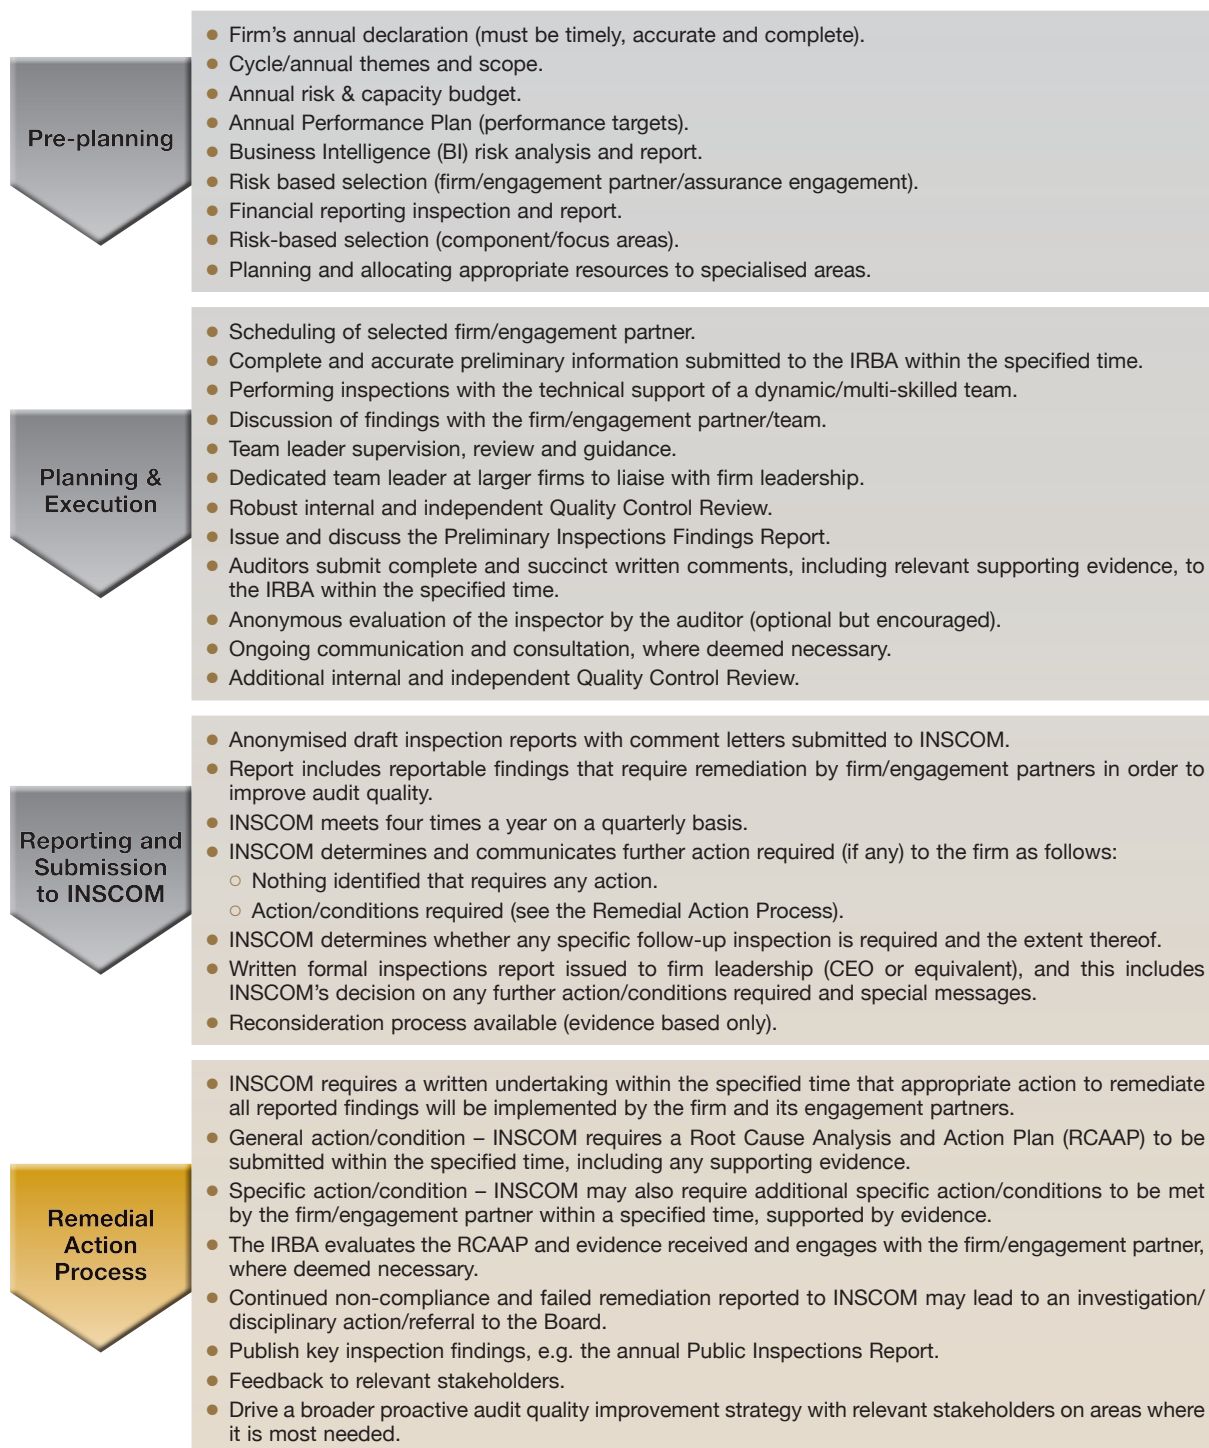 Pre-planning
● Firm's annual declaration (must be timely, accurate and complete).
● Cycle/annual themes and scope.
● Annual risk & capacity budget.
● Annual Performance Plan (performance targets).
● Business Intelligence (BI) risk analysis and report.
● Risk based selection (firm/engagement partner/assurance engagement).
● Financial reporting inspection and report.
● Risk-based selection (component/focus areas).
● Planning and allocating appropriate resources to specialised areas.
Planning &
Execution
● Scheduling of selected firm/engagement partner.
● Complete and accurate preliminary information submitted to the IRBA within the specified time.
● Performing inspections with the technical support of a dynamic/multi-skilled team.
● Discussion of findings with the firm/engagement partner/team.
● Team leader supervision, review and guidance.
● Dedicated team leader at larger firms to liaise with firm leadership.
● Robust internal and independent Quality Control Review.
● Issue and discuss the Preliminary Inspections Findings Report.
● Auditors submit complete and succinct written comments, including relevant supporting evidence, to
the IRBA within the specified time.
● Anonymous evaluation of the inspector by the auditor (optional but encouraged).
● Ongoing communication and consultation, where deemed necessary.
● Additional internal and independent Quality Control Review.
Reporting and
Submission
to INSCOM
● Anonymised draft inspection reports with comment letters submitted to INSCOM.
● Report includes reportable findings that require remediation by firm/engagement partners in order to
improve audit quality.
● INSCOM meets four times a year on a quarterly basis.
● INSCOM determines and communicates further action required (if any) to the firm as follows:
○ Nothing identified that requires any action.
○ Action/conditions required (see the Remedial Action Process).
● INSCOM determines whether any specific follow-up inspection is required and the extent thereof.
● Written formal inspections report issued to firm leadership (CEO or equivalent), and this includes
INSCOM's decision on any further action/conditions required and special messages.
● Reconsideration process available (evidence based only).
Remedial
Action
Process
● INSCOM requires a written undertaking within the specified time that appropriate action to remediate
all reported findings will be implemented by the firm and its engagement partners.
● General action/condition – INSCOM requires a Root Cause Analysis and Action Plan (RCAAP) to be
submitted within the specified time, including any supporting evidence.
● Specific action/condition – INSCOM may also require additional specific action/conditions to be met
by the firm/engagement partner within a specified time, supported by evidence.
● The IRBA evaluates the RCAAP and evidence received and engages with the firm/engagement partner,
where deemed necessary.
● Continued non-compliance and failed remediation reported to INSCOM may lead to an investigation/
disciplinary action/referral to the Board.
● Publish key inspection findings, e.g. the annual Public Inspections Report.
● Feedback to relevant stakeholders.
● Drive a broader proactive audit quality improvement strategy with relevant stakeholders on areas where
it is most needed.